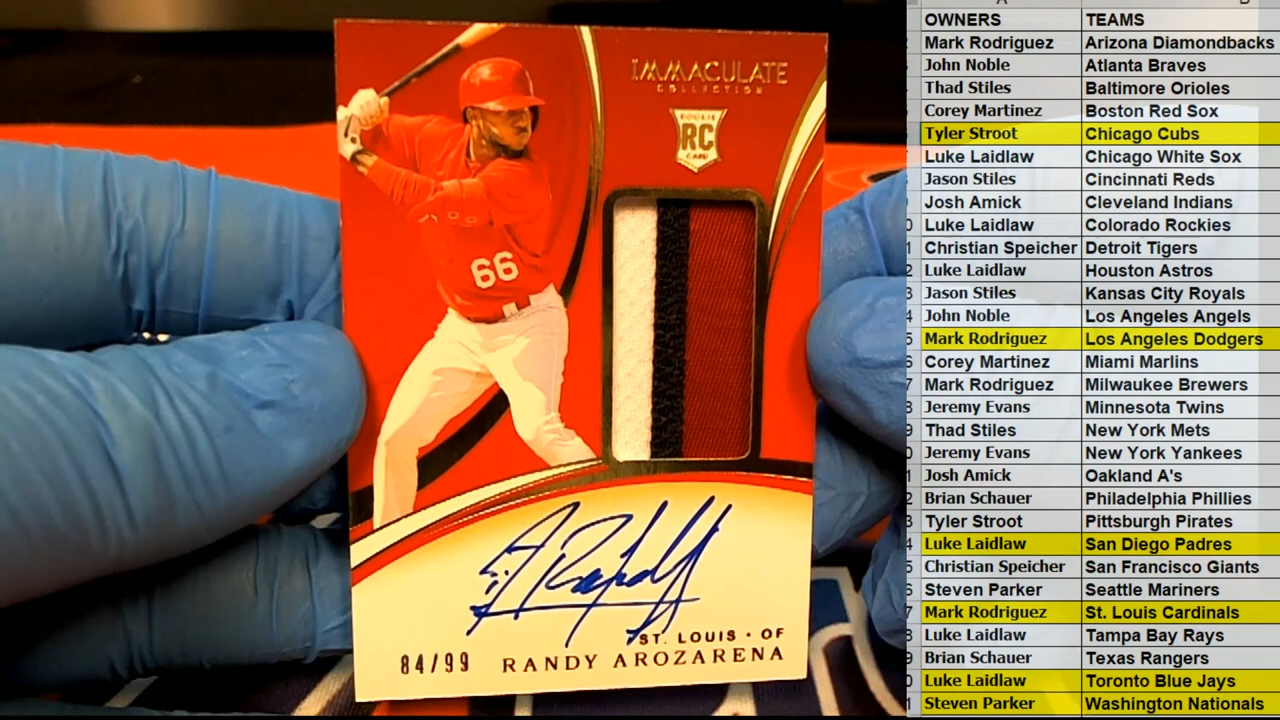 IMMACULATE
COLLECTION
ROOKIE
RC
CARD
66
ST. LOUIS • OF
84/99 RANDY AROZARENA
OWNERS TEAMS
Mark Rodriguez Arizona Diamondbacks
John Noble Atlanta Braves
Thad Stiles Baltimore Orioles
Corey Martinez Boston Red Sox
Tyler Stroot Chicago Cubs
Luke Laidlaw Chicago White Sox
Jason Stiles Cincinnati Reds
Josh Amick Cleveland Indians
Luke Laidlaw Colorado Rockies
Christian Speicher Detroit Tigers
Luke Laidlaw Houston Astros
Jason Stiles Kansas City Royals
John Noble Los Angeles Angels
Mark Rodriguez Los Angeles Dodgers
Corey Martinez Miami Marlins
Mark Rodriguez Milwaukee Brewers
Jeremy Evans Minnesota Twins
Thad Stiles New York Mets
Jeremy Evans New York Yankees
Josh Amick Oakland A's
Brian Schauer Philadelphia Phillies
Tyler Stroot Pittsburgh Pirates
Luke Laidlaw San Diego Padres
Christian Speicher San Francisco Giants
Steven Parker Seattle Mariners
Mark Rodriguez St. Louis Cardinals
Luke Laidlaw Tampa Bay Rays
Brian Schauer Texas Rangers
Luke Laidlaw Toronto Blue Jays
Steven Parker Washington Nationals